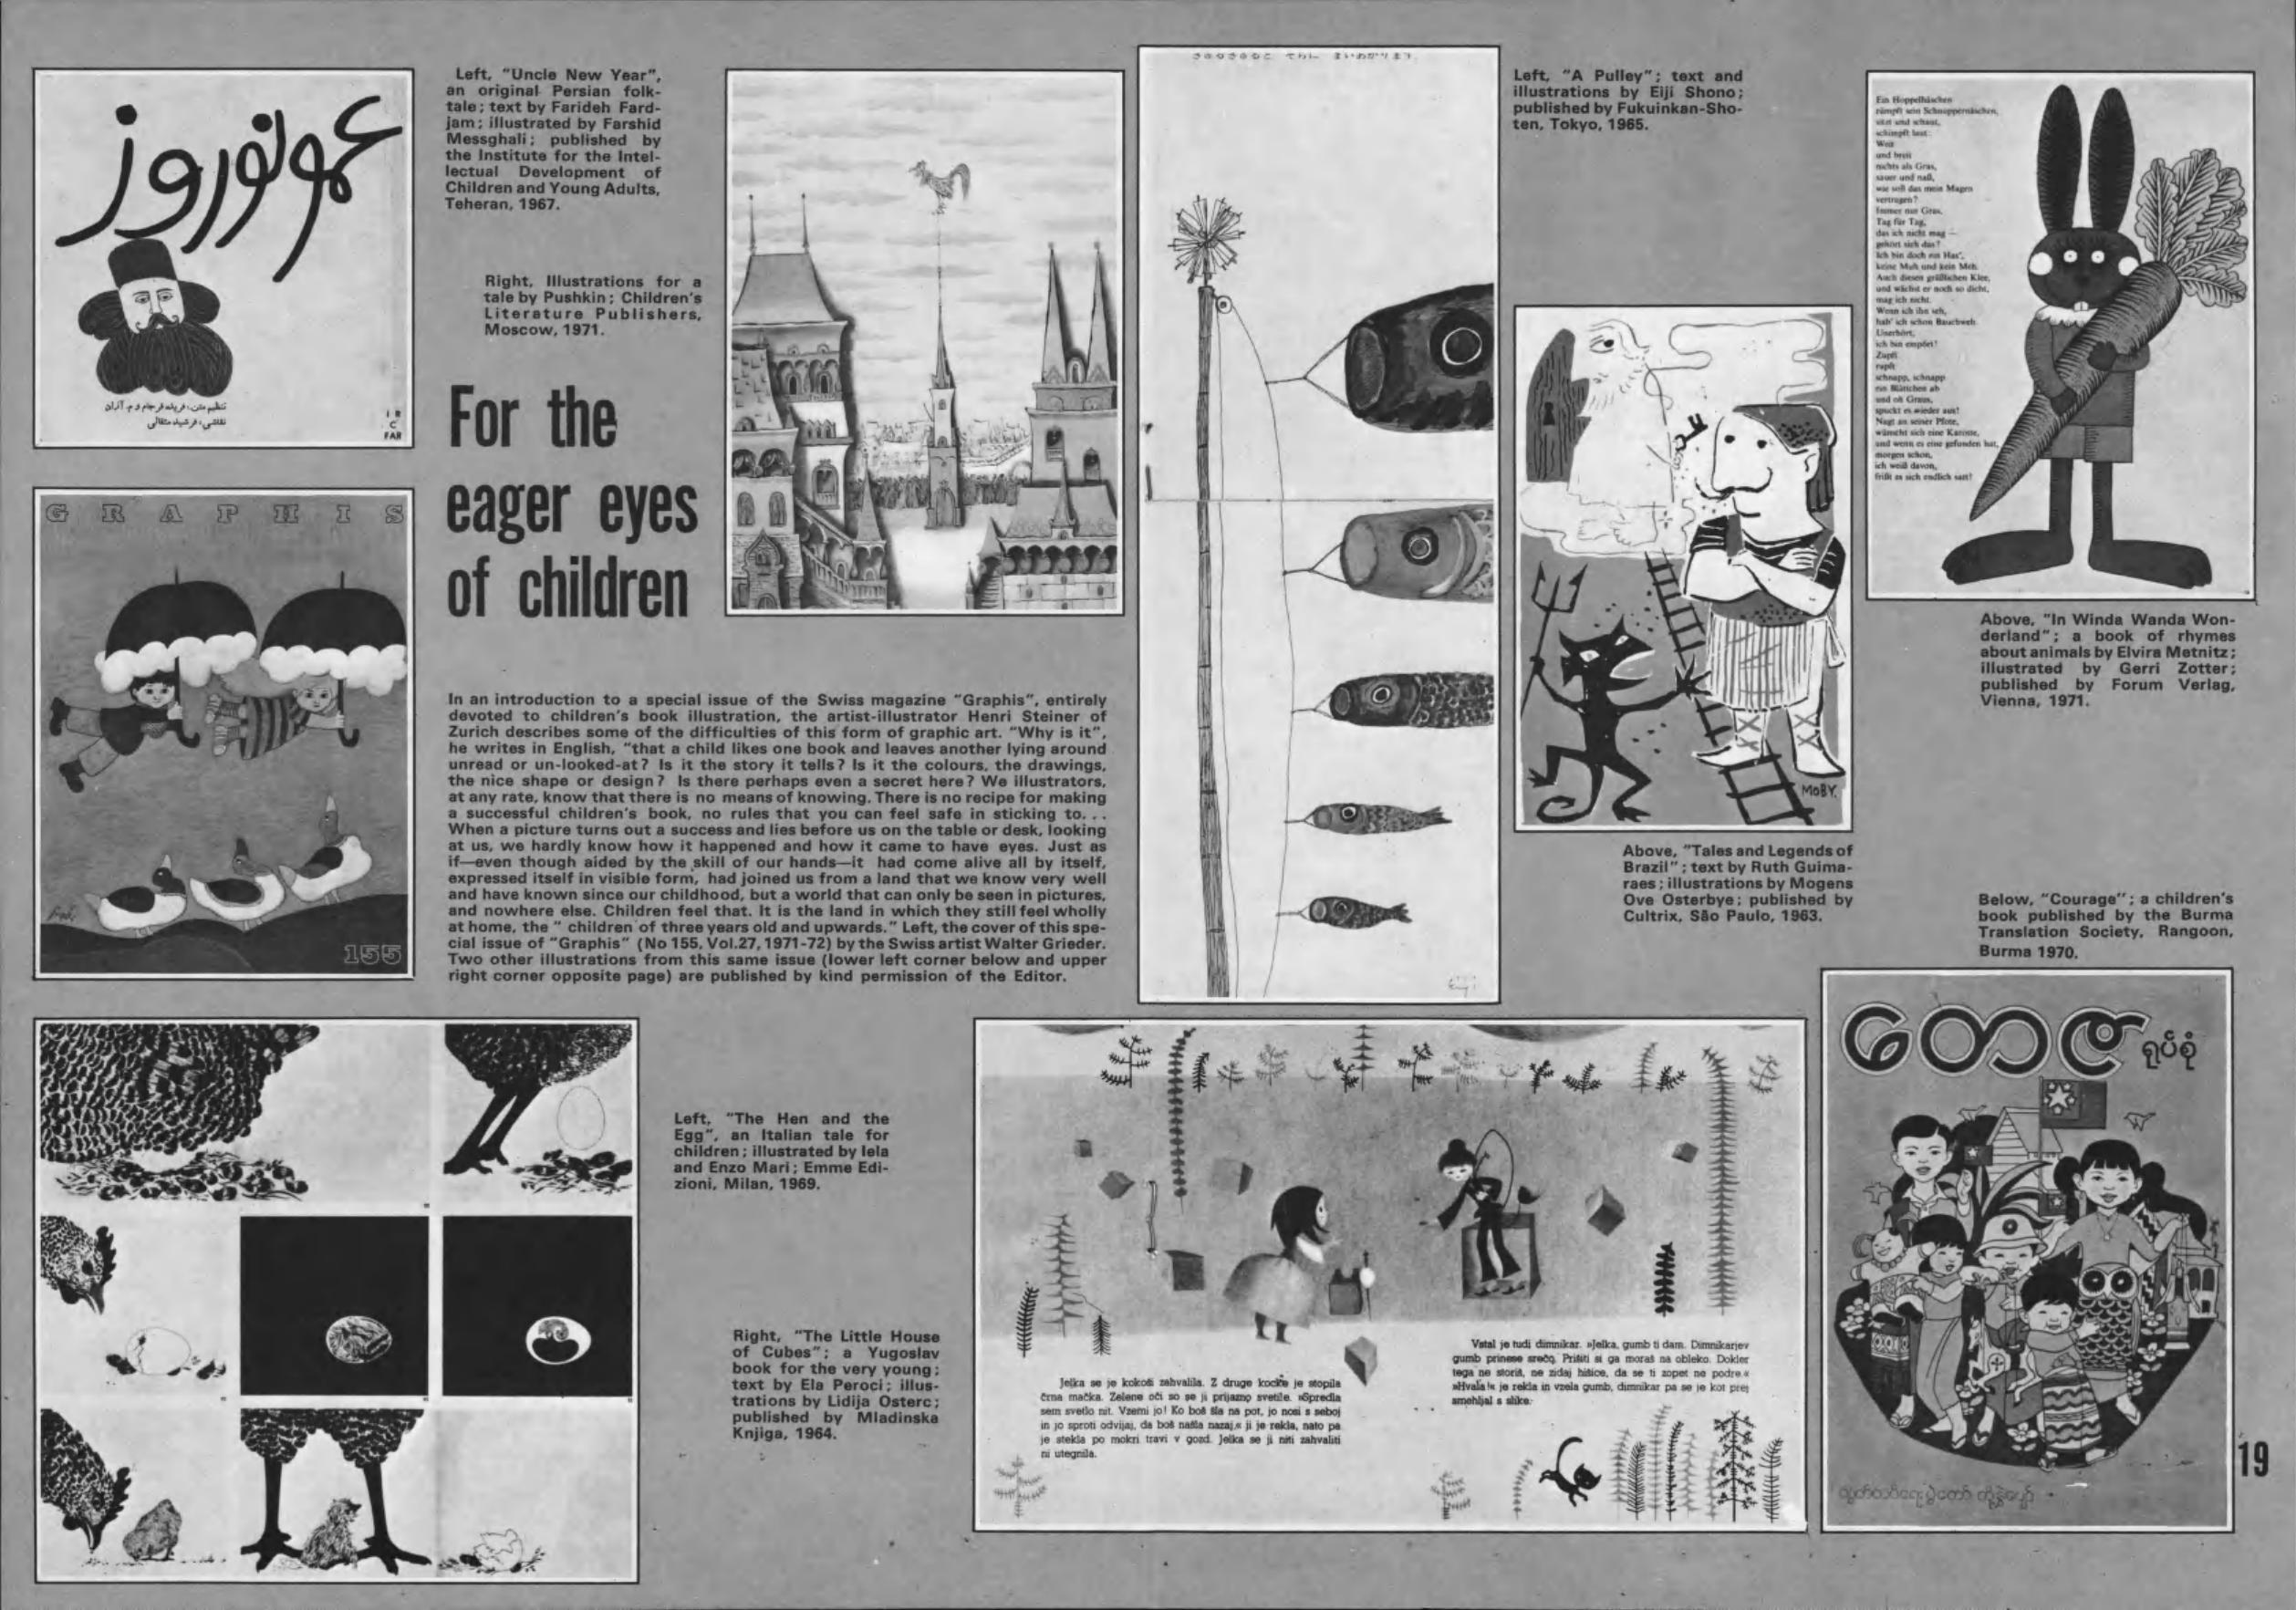 عمو نوروز
تنظیم متن، فریده فرجام و م. آزاد
نقاشی، فرشید مثقالی
FAR
Left, "Uncle New Year",
an original Persian folk-
tale; text by Farideh Fard-
jam; illustrated by Farshid
Messghali; published by
the Institute for the Intel-
lectual Development of
Children and Young Adults,
Teheran, 1967.
Right, Illustrations for a
tale by Pushkin; Children's
Literature Publishers,
Moscow, 1971.
For the
eager eyes
of children
GRAPHIS
155
In an introduction to a special issue of the Swiss magazine "Graphis", entirely
devoted to children's book illustration, the artist-illustrator Henri Steiner of
Zurich describes some of the difficulties of this form of graphic art. "Why is it",
he writes in English, "that a child likes one book and leaves another lying around
unread or un-looked-at? Is it the story it tells? Is it the colours, the drawings,
the nice shape or design? Is there perhaps even a secret here? We illustrators,
at any rate, know that there is no means of knowing. There is no recipe for making
a successful children's book, no rules that you can feel safe in sticking to. . .
When a picture turns out a success and lies before us on the table or desk, looking
at us, we hardly know how it happened and how it came to have eyes. Just as
if—even though aided by the skill of our hands—it had come alive all by itself,
expressed itself in visible form, had joined us from a land that we know very well
and have known since our childhood, but a world that can only be seen in pictures,
and nowhere else. Children feel that. It is the land in which they still feel wholly
at home, the " children of three years old and upwards." Left, the cover of this spe-
cial issue of "Graphis" (No 155, Vol.27, 1971-72) by the Swiss artist Walter Grieder.
Two other illustrations from this same issue (lower left corner below and upper
right corner opposite page) are published by kind permission of the Editor.
Left, "A Pulley"; text and
illustrations by Eiji Shono;
published by Fukuinkan-Sho-
ten, Tokyo, 1965.
MOBY.
Above, "Tales and Legends of
Brazil"; text by Ruth Guima-
raes; illustrations by Mogens
Ove Osterbye; published by
Cultrix, São Paulo, 1963.
Ein Hoppelhäschen
rümpft sein Schnuppernäschen,
sitzt und schaut,
schimpft laut:
Weit
und breit
nichts als Gras,
sauer und naß,
wie soll das mein Magen
vertragen?
Immer nur Gras,
Tag für Tag,
das ich nicht mag —
gehört sich das?
Ich bin doch ein Has',
keine Muh und kein Meh.
Auch diesen gräßlichen Klee,
und wächst er noch so dicht,
mag ich nicht.
Wenn ich ihn seh,
hab' ich schon Bauchweh.
Unerhört,
ich bin empört!
Zupft
rupft
schnapp, schnapp
ein Blättchen ab
und oh Graus,
spuckt es wieder aus!
Nagt an seiner Pfote,
wünscht sich eine Karotte,
und wenn es eine gefunden hat,
morgen schon,
ich weiß davon,
frißt es sich endlich satt!
Above, "In Winda Wanda Won-
derland"; a book of rhymes
about animals by Elvira Metnitz;
illustrated by Gerri Zotter;
published by Forum Verlag,
Vienna, 1971.
Below, "Courage"; a children's
book published by the Burma
Translation Society, Rangoon,
Burma 1970.
တေဇ
ရုပ်စုံ
Left, "The Hen and the
Egg", an Italian tale for
children; illustrated by Iela
and Enzo Mari; Emme Edi-
zioni, Milan, 1969.
Right, "The Little House
of Cubes"; a Yugoslav
book for the very young;
text by Ela Peroci; illus-
trations by Lidija Osterc;
published by Mladinska
Knjiga, 1964.
Jelka se je kokoši zahvalila. Z druge kocke je stopila
črna mačka. Zelene oči so se ji prijazno svetile. »Spredla
sem svetlo nit. Vzemi jo! Ko boš šla na pot, jo nosi s seboj
in jo sproti odvijaj, da boš našla nazaj,« ji je rekla, nato pa
je stekla po mokri travi v gozd. Jelka se ji niti zahvaliti
ni utegnila.
Vstal je tudi dimnikar. »Jelka, gumb ti dam. Dimnikarjev
gumb prinese srečo. Prišiti si ga moraš na obleko. Dokler
tega ne storiš, ne zidaj hišice, da se ti zopet ne podre.«
»Hvala!« je rekla in vzela gumb, dimnikar pa se je kot prej
smehljal s slike.
19